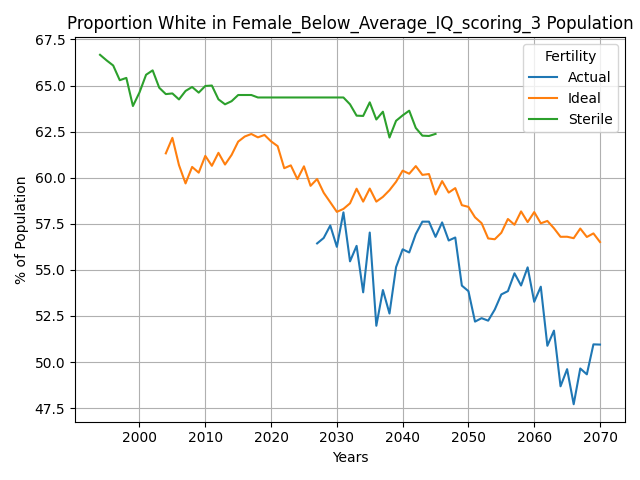 Proportion White in Female_Below_Average_IQ_scoring_3 Population
67.5
65.0
62.5
60.0
57.5
55.0
52.5
50.0
47.5
% of Population
Fertility
Actual
Ideal
Sterile
2000 2010 2020 2030 2040 2050 2060 2070
Years